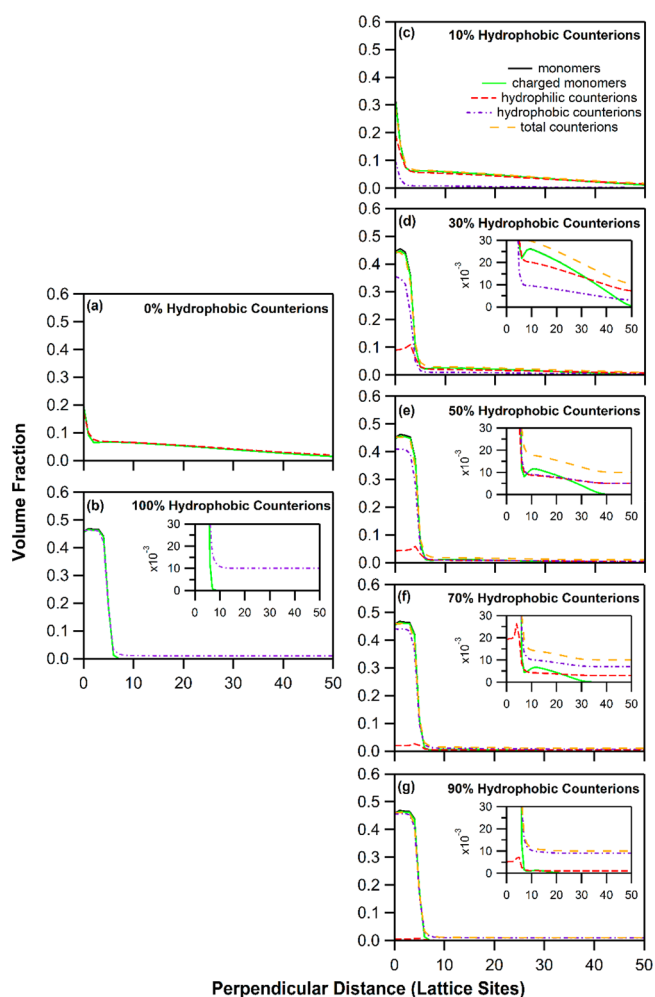 (c) 10% Hydrophobic Counterions
monomers
charged monomers
hydrophilic counterions
hydrophobic counterions
total counterions
0.6
0.5
0.4
0.3
0.2
0.1
0.0
0 10 20 30 40 50
(d) 30% Hydrophobic Counterions
0.6
0.5
0.4
0.3
0.2
0.1
0.0
x10-3
30
20
10
0
0 10 20 30 40 50
(a) 0% Hydrophobic Counterions
0.6
0.5
0.4
0.3
0.2
0.1
0.0
(b) 100% Hydrophobic Counterions
0.6
0.5
0.4
0.3
0.2
0.1
0.0
x10-3
30
20
10
0
0 10 20 30 40 50
0 10 20 30 40 50
(e) 50% Hydrophobic Counterions
0.6
0.5
0.4
0.3
0.2
0.1
0.0
x10-3
30
20
10
0
0 10 20 30 40 50
(f) 70% Hydrophobic Counterions
0.6
0.5
0.4
0.3
0.2
0.1
0.0
x10-3
30
20
10
0
0 10 20 30 40 50
(g) 90% Hydrophobic Counterions
0.6
0.5
0.4
0.3
0.2
0.1
0.0
x10-3
30
20
10
0
0 10 20 30 40 50
0 10 20 30 40 50
Volume Fraction
Perpendicular Distance (Lattice Sites)